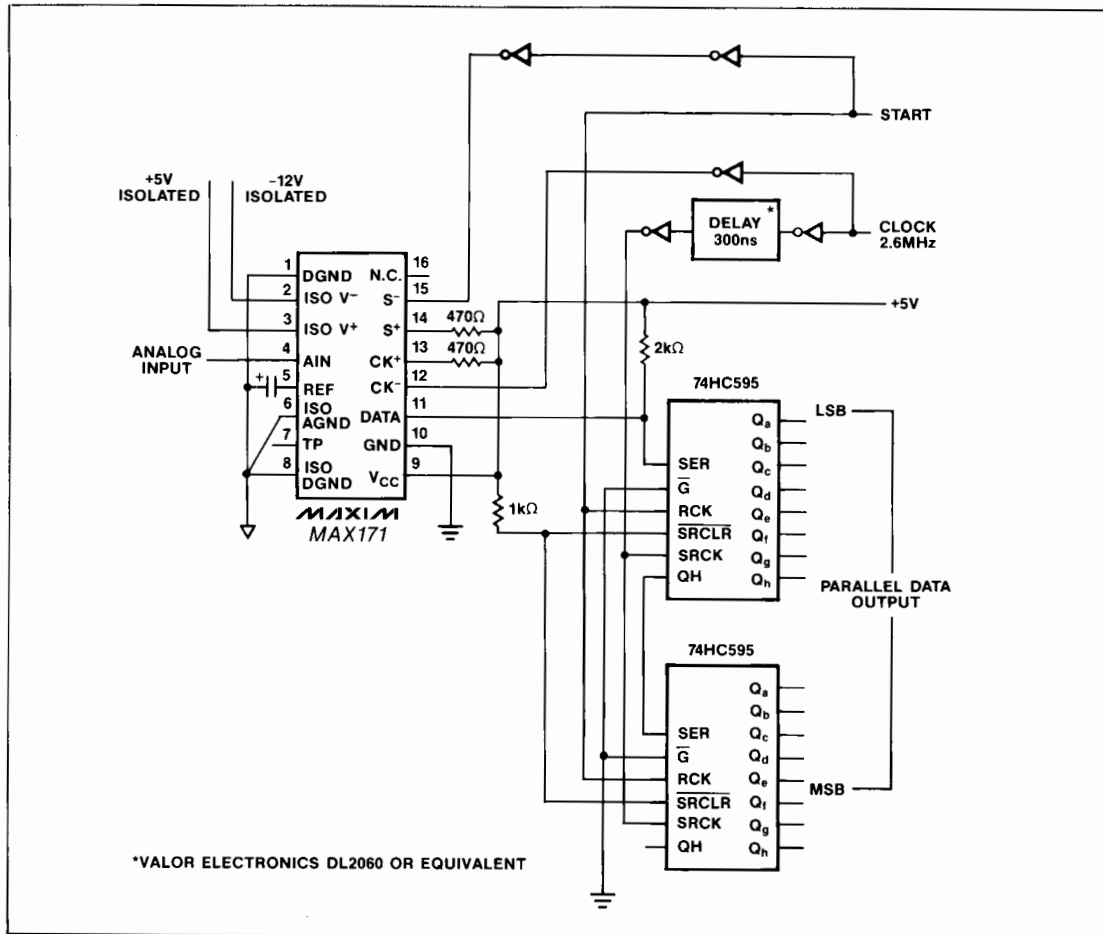 START
+5V
ISOLATED
-12V
ISOLATED
DELAY *
300ns
CLOCK
2.6MHz
+5V
1
DGND
2
ISO V-
3
ISO V+
ANALOG
INPUT
4
AIN
5
+
REF
6
ISO
AGND
7
TP
8
ISO
DGND
16
N.C.
15
S-
14
S+
470Ω
13
CK+
470Ω
12
CK-
11
DATA
10
GND
9
VCC
MAXIM
MAX171
2kΩ
1kΩ
74HC595
SER
G
RCK
SRCLR
SRCK
QH
Qa
Qb
Qc
Qd
Qe
Qf
Qg
Qh
LSB
PARALLEL DATA
OUTPUT
MSB
74HC595
SER
G
RCK
SRCLR
SRCK
QH
Qa
Qb
Qc
Qd
Qe
Qf
Qg
Qh
*VALOR ELECTRONICS DL2060 OR EQUIVALENT